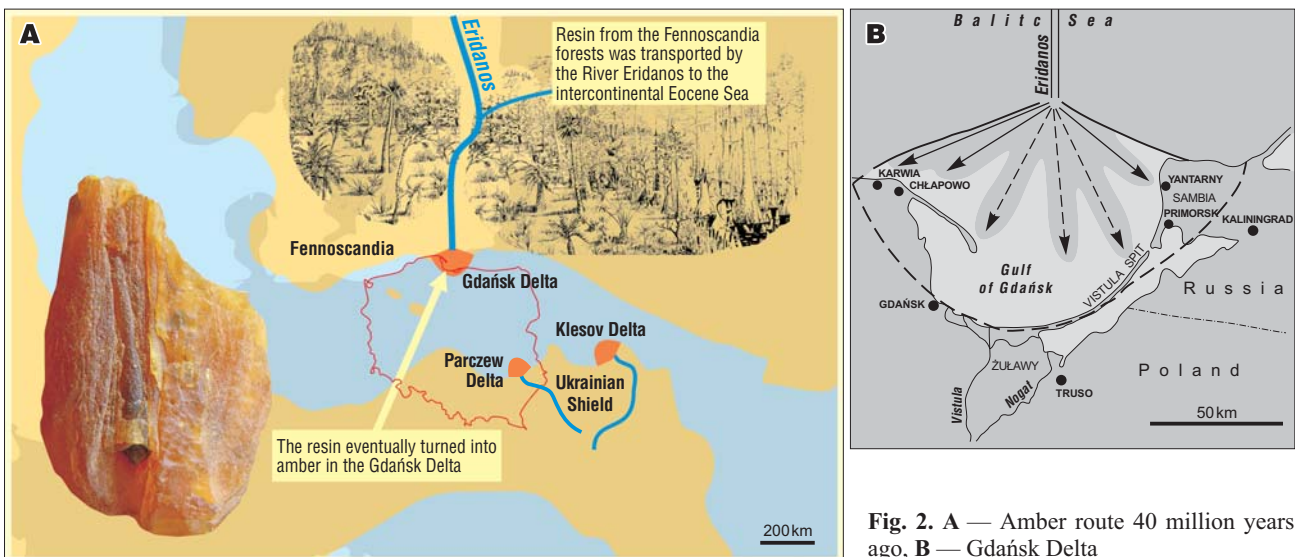 A
Eridanos
Resin from the Fennoscandia
forests was transported by
the River Eridanos to the
intercontinental Eocene Sea
Fennoscandia
Gdańsk Delta
Klesov Delta
Parczew
Delta
Ukrainian
Shield
The resin eventually turned into
amber in the Gdańsk Delta
200 km
B
Balitc Sea
Eridanos
KARWIA
CHŁAPOWO
YANTARNY
SAMBIA
PRIMORSK
KALININGRAD
Gulf
of Gdańsk
VISTULA SPIT
GDAŃSK
Russia
ŻUŁAWY
Poland
Vistula
Nogat
TRUSO
50 km
Fig. 2. A — Amber route 40 million years
ago, B — Gdańsk Delta